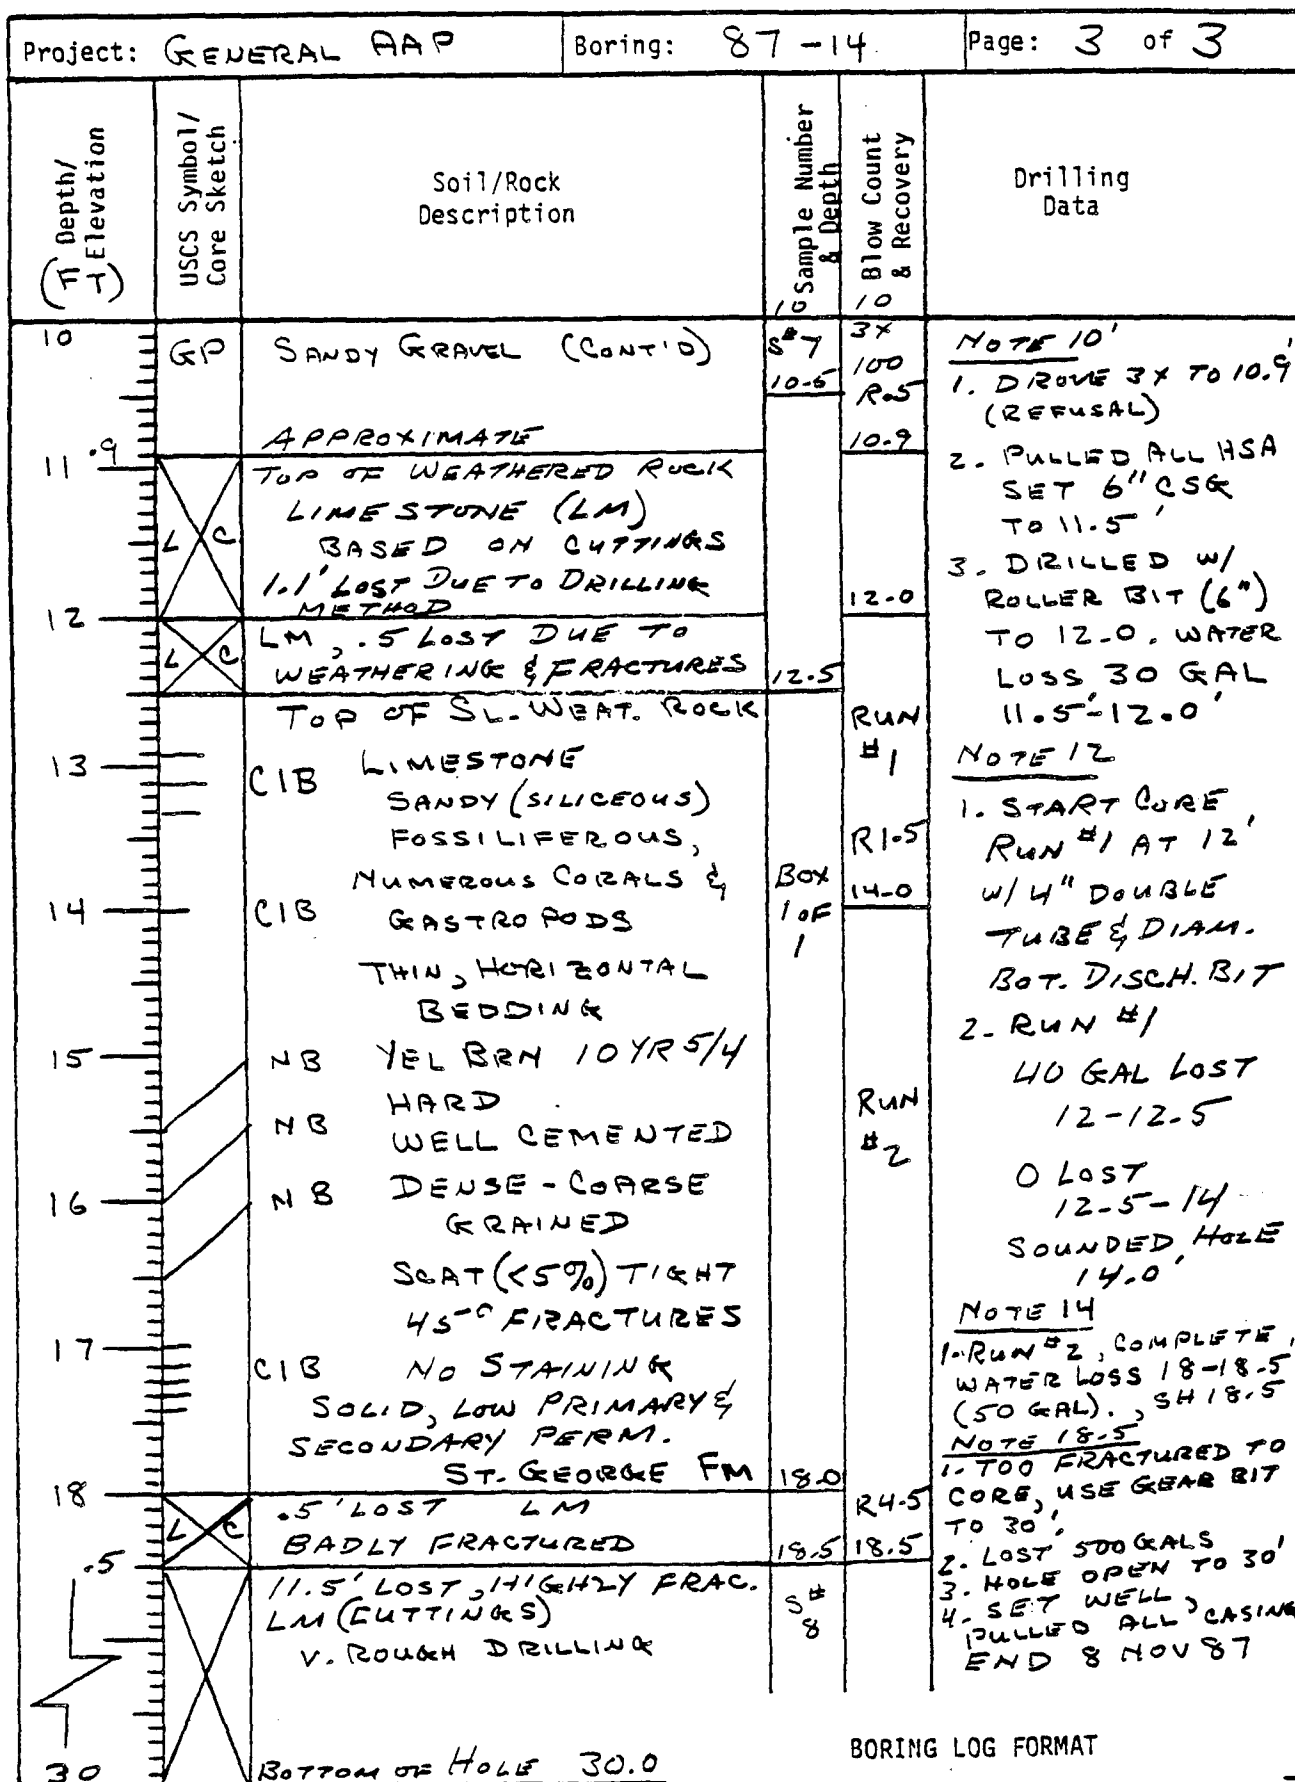 Project: GENERAL AAP Boring: 87-14 Page: 3 of 3
Depth/
Elevation
(FT)
USCS Symbol/
Core Sketch
Soil/Rock
Description
Sample Number
& Depth
10
Blow Count
& Recovery
10
Drilling
Data
10
.9
11
12
13
14
15
16
17
18
.5
30
GP
L C
L C
L C
SANDY GRAVEL (CONT'D)
APPROXIMATE
TOP OF WEATHERED ROCK
LIMESTONE (LM)
BASED ON CUTTINGS
1.1' LOST DUE TO DRILLING
METHOD
LM, .5 LOST DUE TO
WEATHERING & FRACTURES
TOP OF SL. WEAT. ROCK
CIB LIMESTONE
SANDY (SILICEOUS)
FOSSILIFEROUS,
NUMEROUS CORALS &
CIB GASTROPODS
THIN, HORIZONTAL
BEDDING
NB YEL BRN 10YR 5/4
HARD
NB WELL CEMENTED
NB DENSE - COARSE
GRAINED
SCAT (<5%) TIGHT
FRACTURES
CIB NO STAINING
SOLID, LOW PRIMARY &
SECONDARY PERM.
ST. GEORGE FM
.5' LOST LM
BADLY FRACTURED
11.5' LOST, HIGHLY FRAC.
LM (CUTTINGS)
V. ROUGH DRILLING
BOTTOM OF HOLE 30.0
S# 7
10.5
12.5
BOX
1 OF
1
18.0
18.5
S#
8
3X
100
R.5
10.9
12.0
RUN
#1
R1.5
14.0
RUN
#2
R4.5
18.5
NOTE 10'
1. DROVE 3X TO 10.9'
(REFUSAL)
2. PULLED ALL HSA
SET 6" CSG
TO 11.5'
3. DRILLED W/
ROLLER BIT (6")
TO 12.0. WATER
LOSS 30 GAL
11.5'-12.0'
NOTE 12
1. START CORE
RUN #1 AT 12'
W/ 4" DOUBLE
TUBE & DIAM.
BOT. DISCH. BIT
2. RUN #1
40 GAL LOST
12-12.5
0 LOST
12.5-14
SOUNDED HOLE
14.0'
NOTE 14
1. RUN #2, COMPLETE,
WATER LOSS 18-18.5
(50 GAL)., SH 18.5
NOTE 18.5
1. TOO FRACTURED TO
CORE, USE GEAR BIT
TO 30'.
2. LOST 500 GALS
3. HOLE OPEN TO 30'
4. SET WELL,
PULLED ALL CASING
END 8 NOV 87
BORING LOG FORMAT